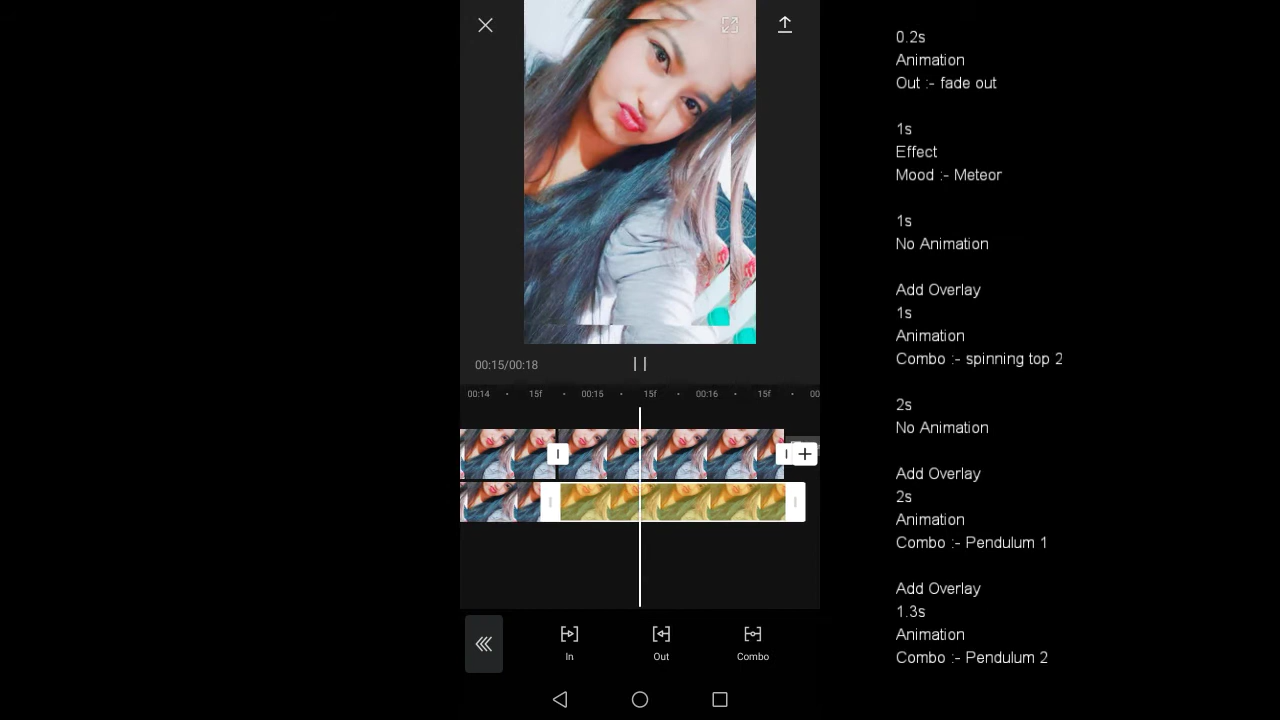 00:15/00:18
00:14
15f
00:15
15f
00:16
15f
00
In
Out
Combo
0.2s
Animation
Out :- fade out
1s
Effect
Mood :- Meteor
1s
No Animation
Add Overlay
1s
Animation
Combo :- spinning top 2
2s
No Animation
Add Overlay
2s
Animation
Combo :- Pendulum 1
Add Overlay
1.3s
Animation
Combo :- Pendulum 2